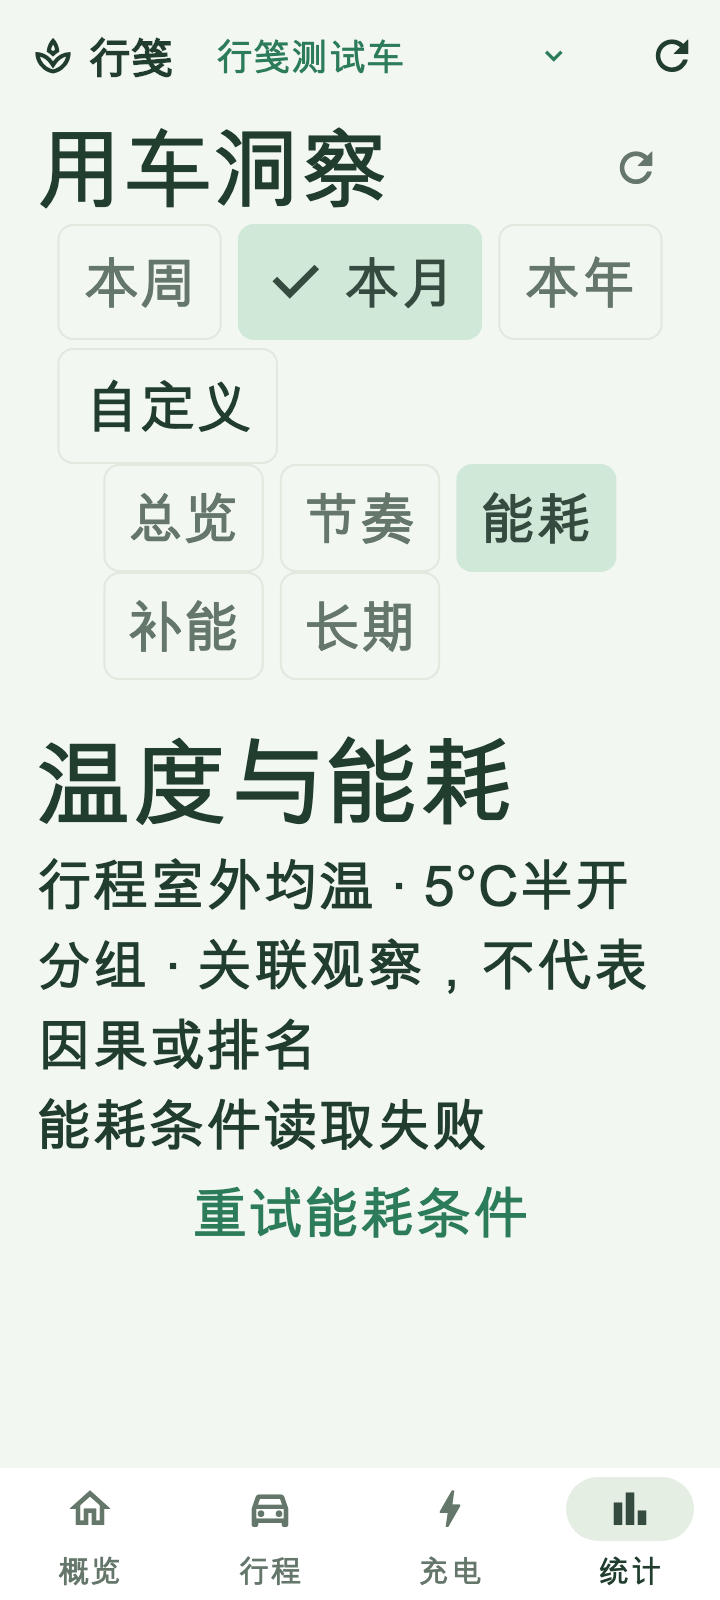 行笺 行笺测试车
用车洞察
本周 本月 本年
自定义
总览 节奏 能耗
补能 长期
温度与能耗
行程室外均温 · 5°C半开
分组 · 关联观察，不代表
因果或排名
能耗条件读取失败
重试能耗条件
概览 行程 充电 统计